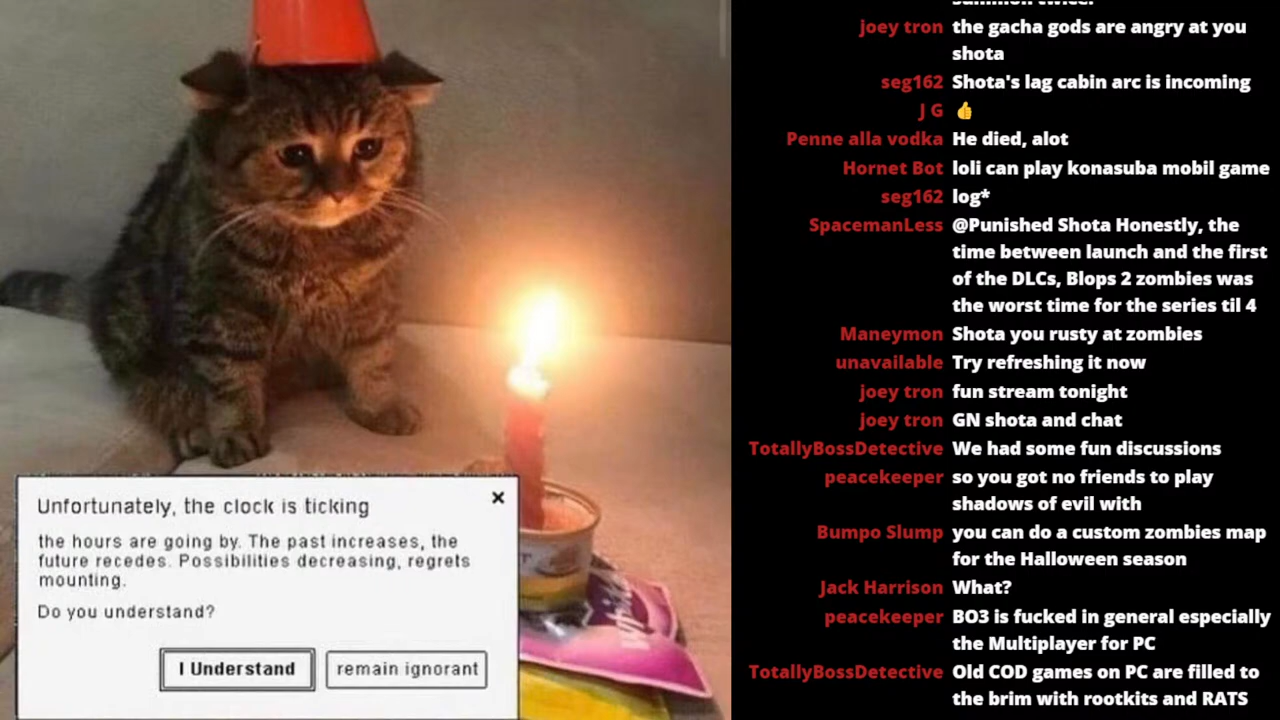 Unfortunately, the clock is ticking
the hours are going by. The past increases, the
future recedes. Possibilities decreasing, regrets
mounting.
Do you understand?
I Understand
remain ignorant
joey tron the gacha gods are angry at you
shota
seg162 Shota's lag cabin arc is incoming
J G 👍
Penne alla vodka He died, alot
Hornet Bot loli can play konasuba mobil game
seg162 log*
SpacemanLess @Punished Shota Honestly, the
time between launch and the first
of the DLCs, Blops 2 zombies was
the worst time for the series til 4
Maneymon Shota you rusty at zombies
unavailable Try refreshing it now
joey tron fun stream tonight
joey tron GN shota and chat
TotallyBossDetective We had some fun discussions
peacekeeper so you got no friends to play
shadows of evil with
Bumpo Slump you can do a custom zombies map
for the Halloween season
Jack Harrison What?
peacekeeper BO3 is fucked in general especially
the Multiplayer for PC
TotallyBossDetective Old COD games on PC are filled to
the brim with rootkits and RATS